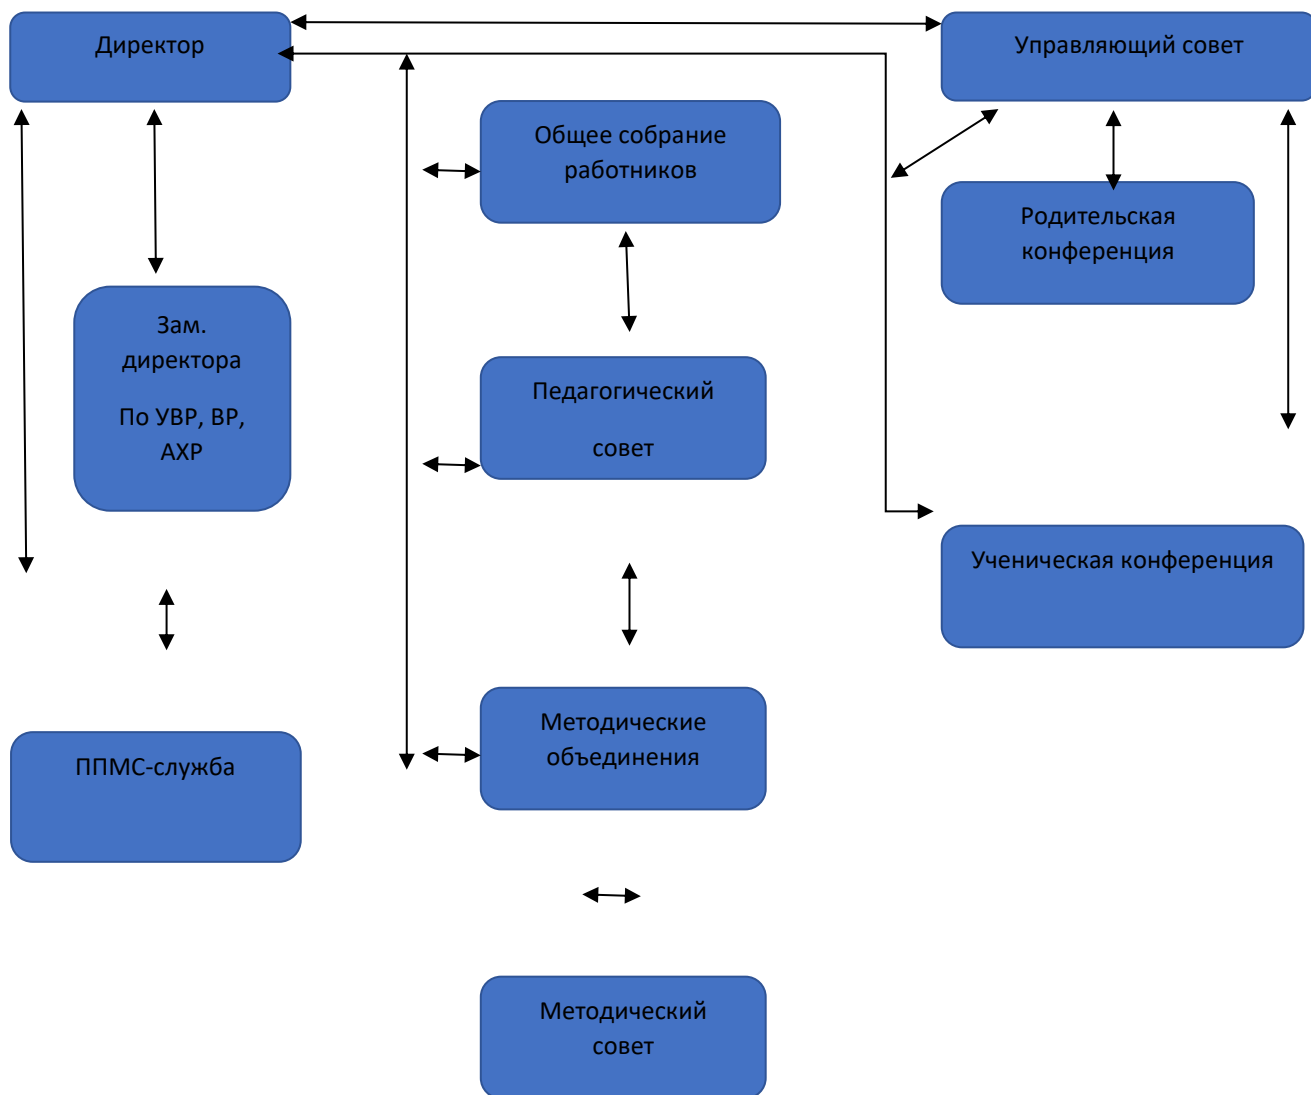 Директор
Управляющий совет
Общее собрание
работников
Родительская
конференция
Зам.
директора
По УВР, ВР,
АХР
Педагогический
совет
Ученическая конференция
Методические
объединения
ППМС-служба
Методический
совет